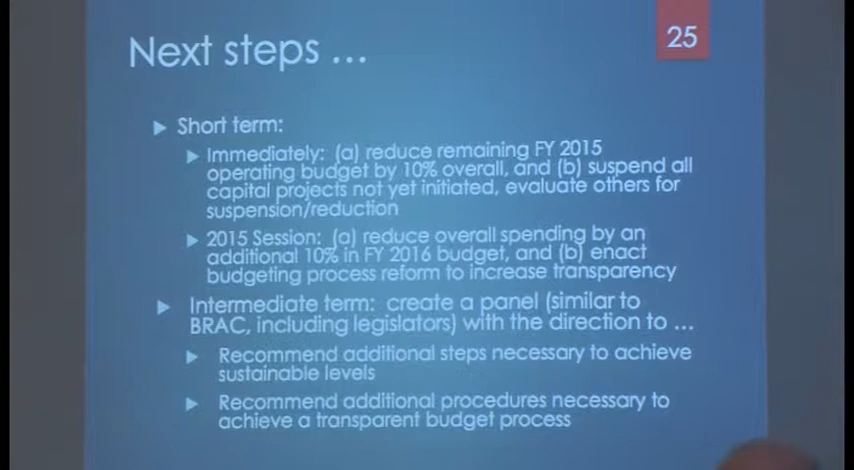 Next steps ...
25
Short term:
Immediately: (a) reduce remaining FY 2015
operating budget by 10% overall, and (b) suspend all
capital projects not yet initiated, evaluate others for
suspension/reduction
2015 Session: (a) reduce overall spending by an
additional 10% in FY 2016 budget, and (b) enact
budgeting process reform to increase transparency
Intermediate term: create a panel (similar to
BRAC, including legislators) with the direction to ...
Recommend additional steps necessary to achieve
sustainable levels
Recommend additional procedures necessary to
achieve a transparent budget process